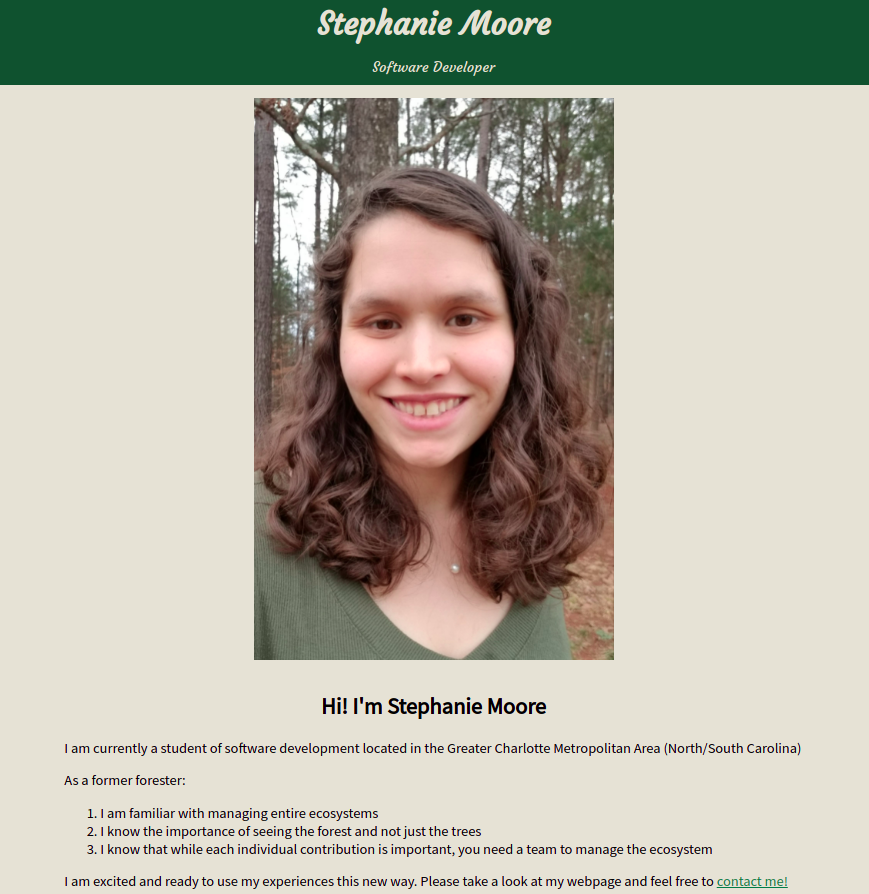 Stephanie Moore
Software Developer
Hi! I'm Stephanie Moore
I am currently a student of software development located in the Greater Charlotte Metropolitan Area (North/South Carolina)
As a former forester:
1. I am familiar with managing entire ecosystems
2. I know the importance of seeing the forest and not just the trees
3. I know that while each individual contribution is important, you need a team to manage the ecosystem
I am excited and ready to use my experiences this new way. Please take a look at my webpage and feel free to contact me!